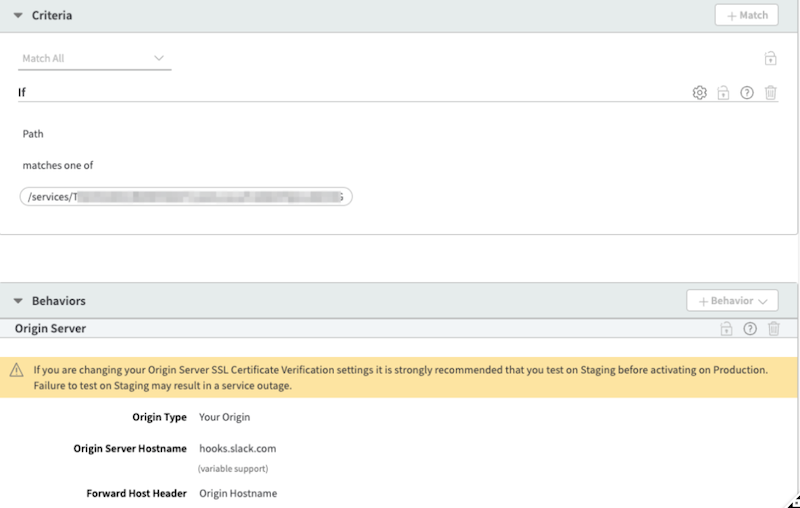 Criteria
+ Match
Match All
If
Path
matches one of
/services/T
Behaviors
+ Behavior
Origin Server
If you are changing your Origin Server SSL Certificate Verification settings it is strongly recommended that you test on Staging before activating on Production.
Failure to test on Staging may result in a service outage.
Origin Type Your Origin
Origin Server Hostname hooks.slack.com
(variable support)
Forward Host Header Origin Hostname